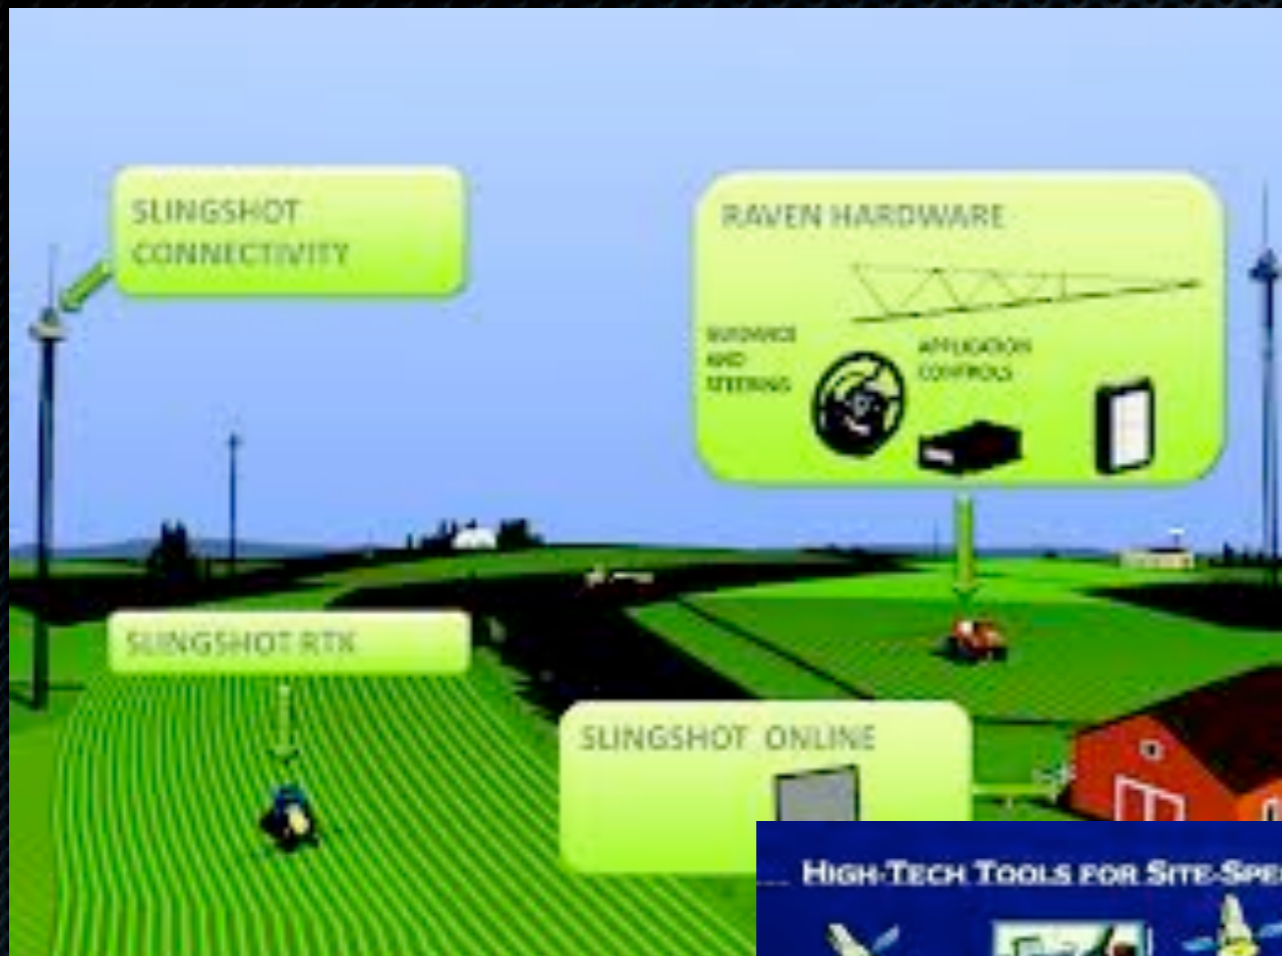 SLINGSHOT
CONNECTIVITY
RAVEN HARDWARE
GUIDANCE
AND
STEERING
APPLICATION
CONTROLS
SLINGSHOT RTK
SLINGSHOT ONLINE
HIGH-TECH TOOLS FOR SITE-SPE